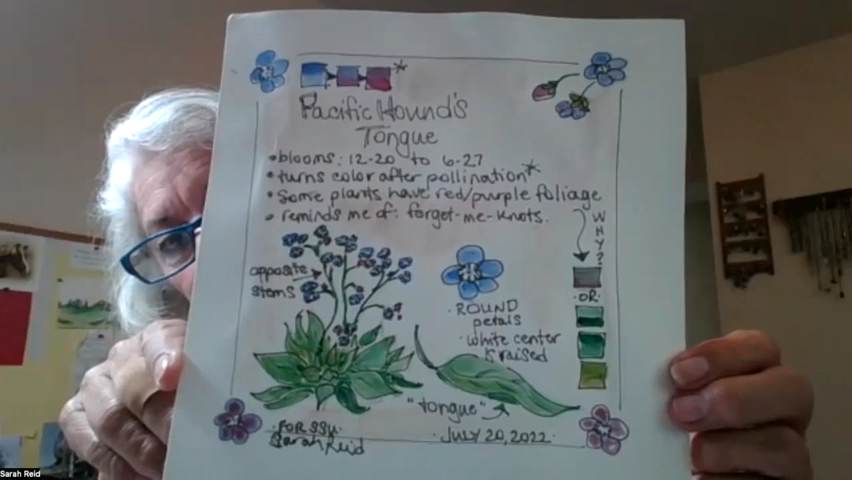 *
Pacific Hound's
Tongue
• blooms: 12-20 to 6-27
• turns color after pollination*
• Some plants have red/purple foliage
• reminds me of: forget-me-knots.
WHY?
opposite
stems
OR
• ROUND
petals
• white center
is raised
"tongue"
• FOR SSU •
Sarah Reid
• JULY 20, 2022 •
Sarah Reid